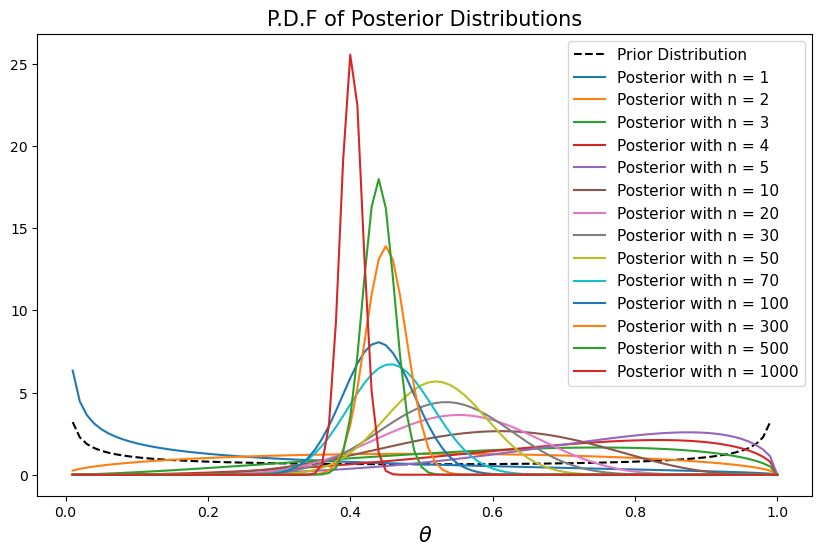 P.D.F of Posterior Distributions
Prior Distribution
Posterior with n = 1
Posterior with n = 2
Posterior with n = 3
Posterior with n = 4
Posterior with n = 5
Posterior with n = 10
Posterior with n = 20
Posterior with n = 30
Posterior with n = 50
Posterior with n = 70
Posterior with n = 100
Posterior with n = 300
Posterior with n = 500
Posterior with n = 1000
25
20
15
10
5
0
0.0 0.2 0.4 0.6 0.8 1.0
θ